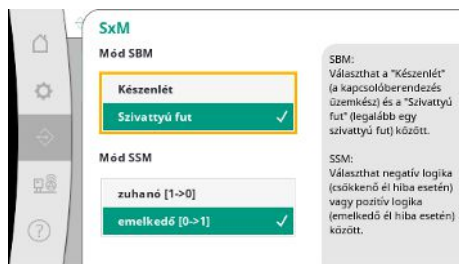 SxM
Mód SBM
Készenlét
Szivattyú fut
Mód SSM
zuhanó [1->0]
emelkedő [0->1]
SBM:
Választhat a "Készenlét"
(a kapcsolóberendezés
üzemkész) és a "Szivattyú
fut" (legalább egy
szivattyú fut) között.
SSM:
Választhat negatív logika
(csökkenő él hiba esetén)
vagy pozitív logika
(emelkedő él hiba esetén)
között.